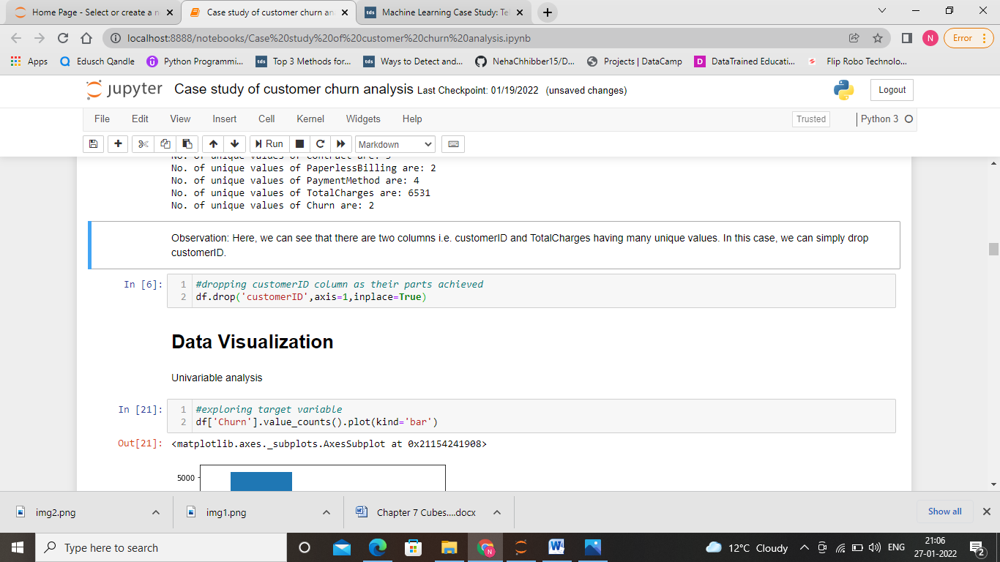 Home Page - Select or create a n
Case study of customer churn an
Machine Learning Case Study: Tel
localhost:8888/notebooks/Case%20study%20of%20customer%20churn%20analysis.ipynb
N
Error
Apps
Edusch Qandle
Python Programmi...
tds
Top 3 Methods for...
tds
Ways to Detect and...
NehaChhibber15/D...
Projects | DataCamp
D
DataTrained Educati...
Flip Robo Technolo...
jupyter
Case study of customer churn analysis Last Checkpoint: 01/19/2022 (unsaved changes)
Logout
File Edit View Insert Cell Kernel Widgets Help
Trusted
Python 3
Run
Markdown
No. of unique values of Contract are: 3
No. of unique values of PaperlessBilling are: 2
No. of unique values of PaymentMethod are: 4
No. of unique values of TotalCharges are: 6531
No. of unique values of Churn are: 2
Observation: Here, we can see that there are two columns i.e. customerID and TotalCharges having many unique values. In this case, we can simply drop
customerID.
In [6]:
1 #dropping customerID column as their parts achieved
2 df.drop('customerID',axis=1,inplace=True)
Data Visualization
Univariable analysis
In [21]:
1 #exploring target variable
2 df['Churn'].value_counts().plot(kind='bar')
Out[21]: <matplotlib.axes._subplots.AxesSubplot at 0x21154241908>
5000
img2.png
img1.png
Chapter 7 Cubes....docx
Show all
Type here to search
12°C Cloudy
ENG
21:06
27-01-2022
2